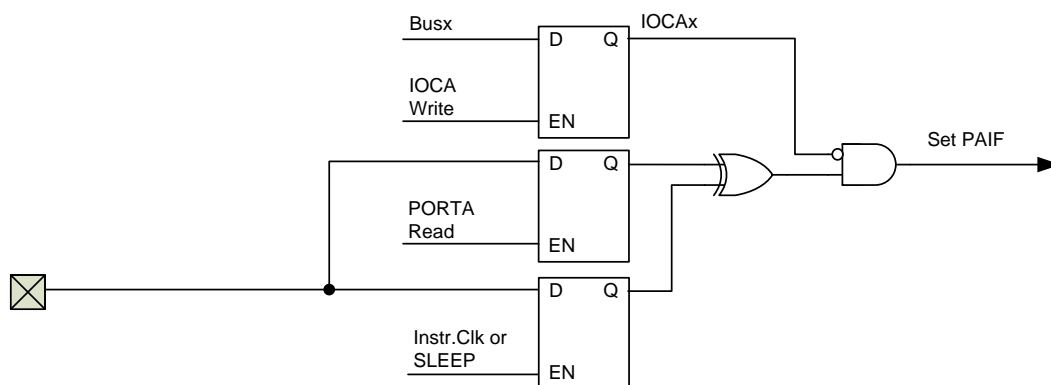 Busx
IOCAx
D Q
IOCA
Write
EN
Set PAIF
D Q
PORTA
Read
EN
D Q
Instr.Clk or
SLEEP
EN